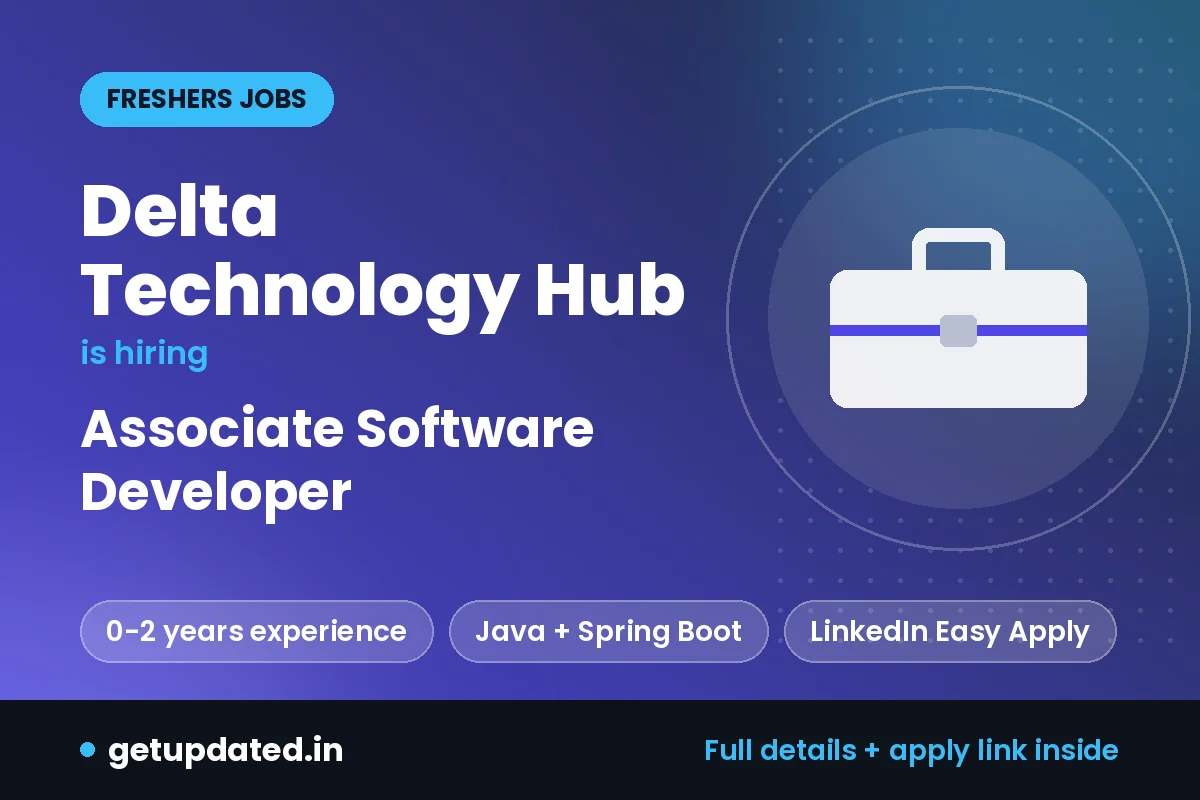 FRESHERS JOBS
Delta
Technology Hub
is hiring
Associate Software
Developer
0-2 years experience
Java + Spring Boot
LinkedIn Easy Apply
getupdated.in
Full details + apply link inside